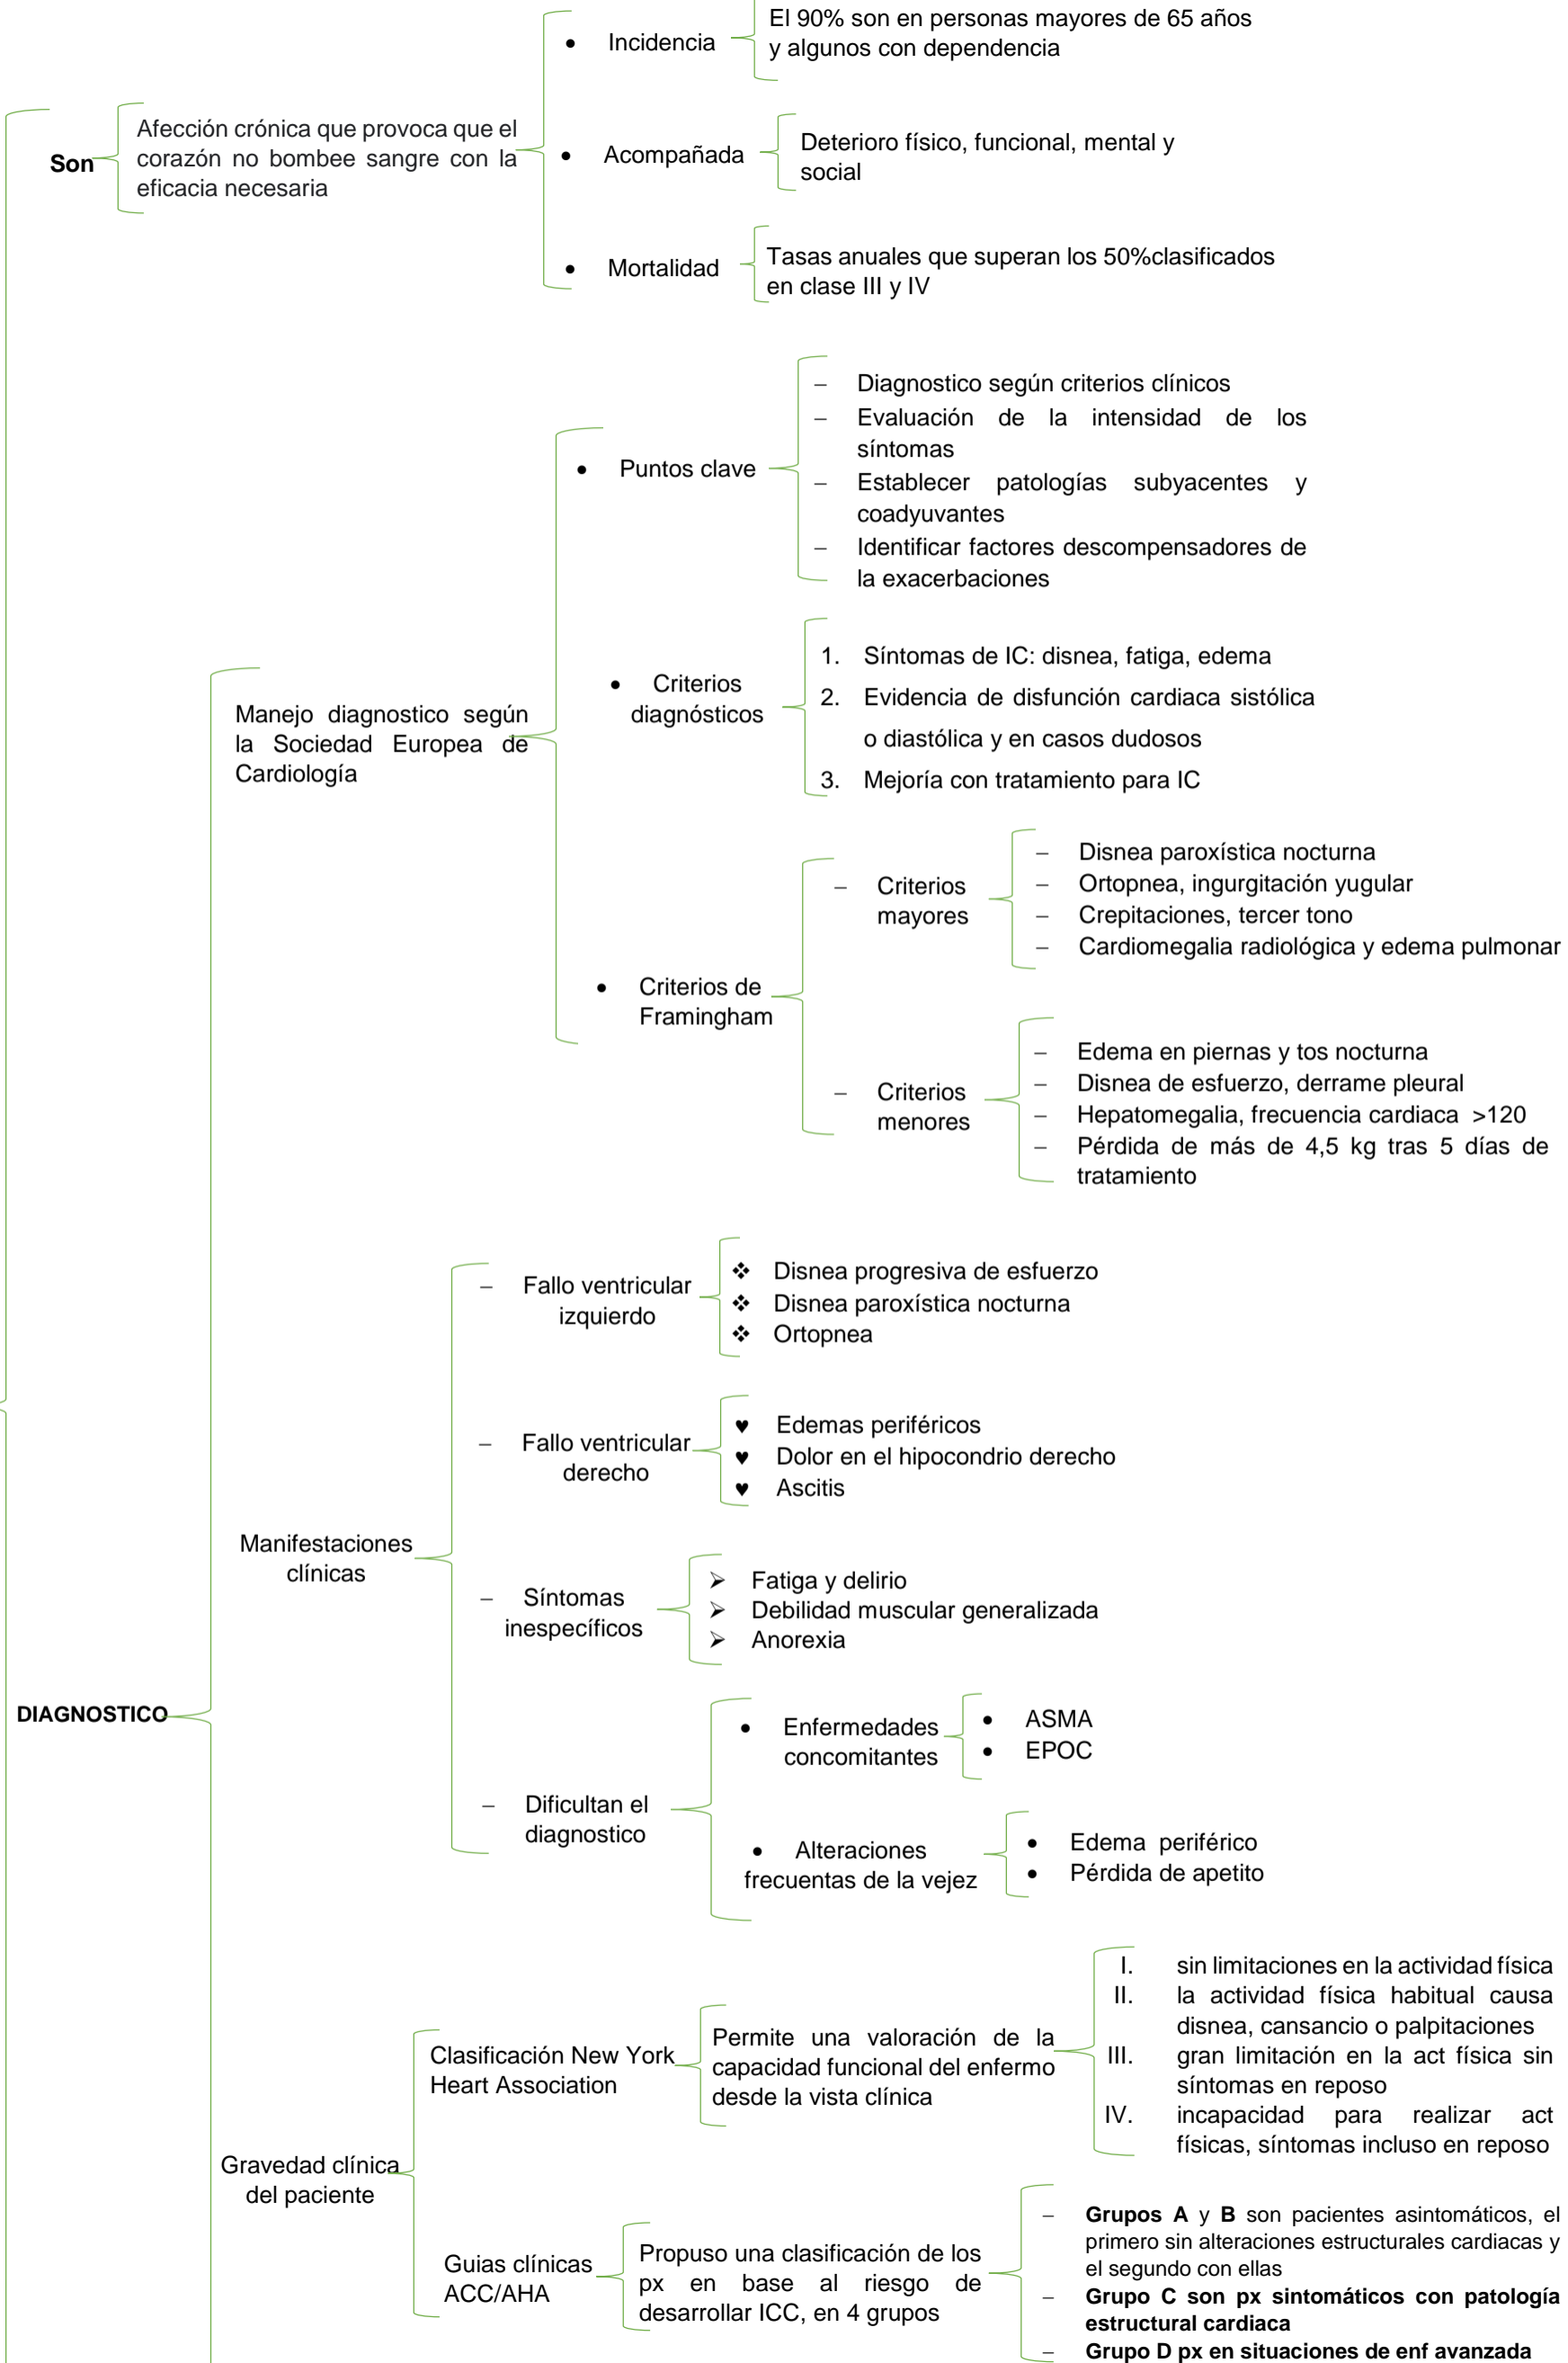 El 90% son en personas mayores de 65 años
y algunos con dependencia
• Incidencia
Son
Afección crónica que provoca que el
corazón no bombee sangre con la
eficacia necesaria
• Acompañada
Deterioro físico, funcional, mental y
social
• Mortalidad
Tasas anuales que superan los 50%clasificados
en clase III y IV
Manejo diagnostico según
la Sociedad Europea de
Cardiología
• Puntos clave
– Diagnostico según criterios clínicos
– Evaluación de la intensidad de los
síntomas
– Establecer patologías subyacentes y
coadyuvantes
– Identificar factores descompensadores de
la exacerbaciones
• Criterios
diagnósticos
1. Síntomas de IC: disnea, fatiga, edema
2. Evidencia de disfunción cardiaca sistólica
o diastólica y en casos dudosos
3. Mejoría con tratamiento para IC
• Criterios de
Framingham
– Criterios
mayores
– Disnea paroxística nocturna
– Ortopnea, ingurgitación yugular
– Crepitaciones, tercer tono
– Cardiomegalia radiológica y edema pulmonar
– Criterios
menores
– Edema en piernas y tos nocturna
– Disnea de esfuerzo, derrame pleural
– Hepatomegalia, frecuencia cardiaca >120
– Pérdida de más de 4,5 kg tras 5 días de
tratamiento
DIAGNOSTICO
Manifestaciones
clínicas
– Fallo ventricular
izquierdo
❖ Disnea progresiva de esfuerzo
❖ Disnea paroxística nocturna
❖ Ortopnea
– Fallo ventricular
derecho
♥ Edemas periféricos
♥ Dolor en el hipocondrio derecho
♥ Ascitis
– Síntomas
inespecíficos
➢ Fatiga y delirio
➢ Debilidad muscular generalizada
➢ Anorexia
– Dificultan el
diagnostico
• Enfermedades
concomitantes
• ASMA
• EPOC
• Alteraciones
frecuentas de la vejez
• Edema periférico
• Pérdida de apetito
Gravedad clínica
del paciente
Clasificación New York
Heart Association
Permite una valoración de la
capacidad funcional del enfermo
desde la vista clínica
I. sin limitaciones en la actividad física
II. la actividad física habitual causa
disnea, cansancio o palpitaciones
III. gran limitación en la act física sin
síntomas en reposo
IV. incapacidad para realizar act
físicas, síntomas incluso en reposo
Guias clínicas
ACC/AHA
Propuso una clasificación de los
px en base al riesgo de
desarrollar ICC, en 4 grupos
– Grupos A y B son pacientes asintomáticos, el
primero sin alteraciones estructurales cardiacas y
el segundo con ellas
– Grupo C son px sintomáticos con patología
estructural cardiaca
– Grupo D px en situaciones de enf avanzada